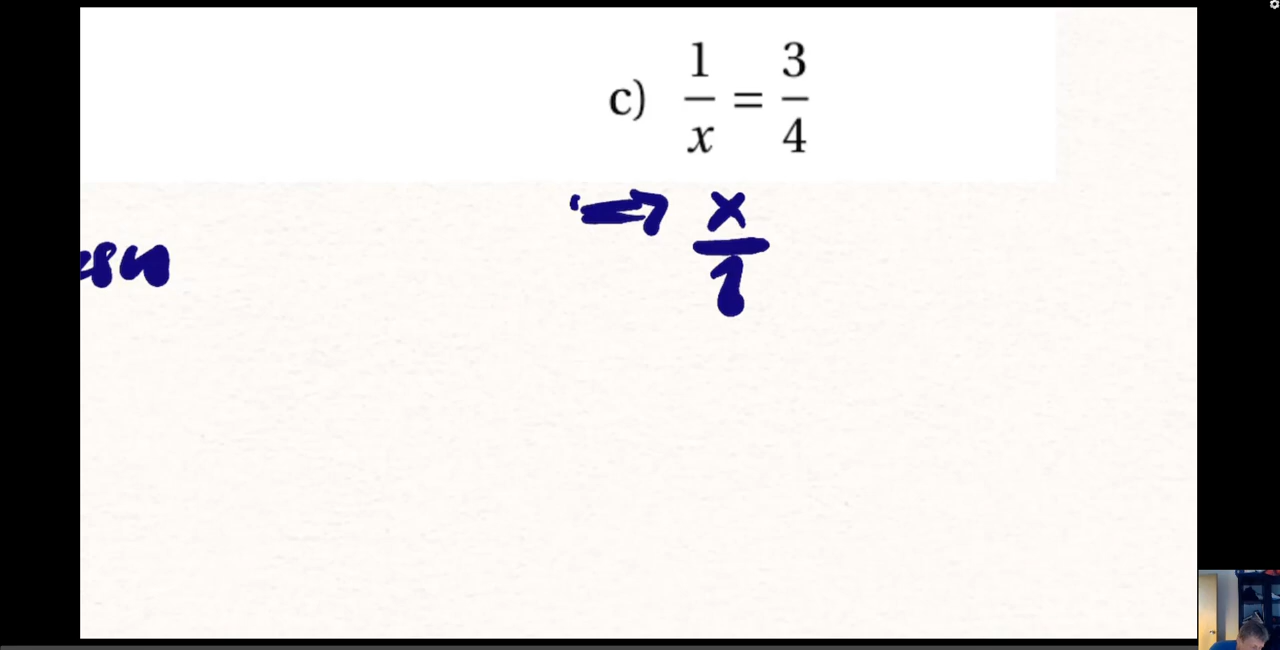 c) 1/x = 3/4
→ x/1